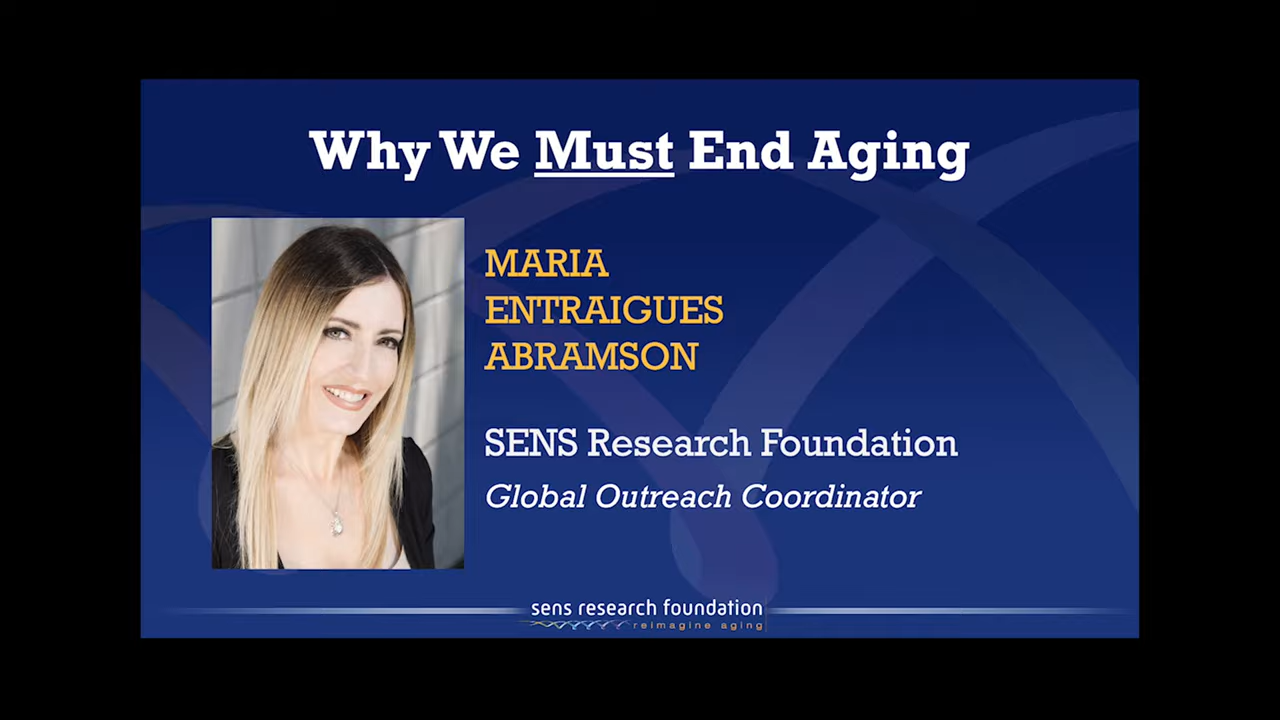 Why We Must End Aging
MARIA
ENTRAIGUES
ABRAMSON
SENS Research Foundation
Global Outreach Coordinator
sens research foundation
reimagine aging